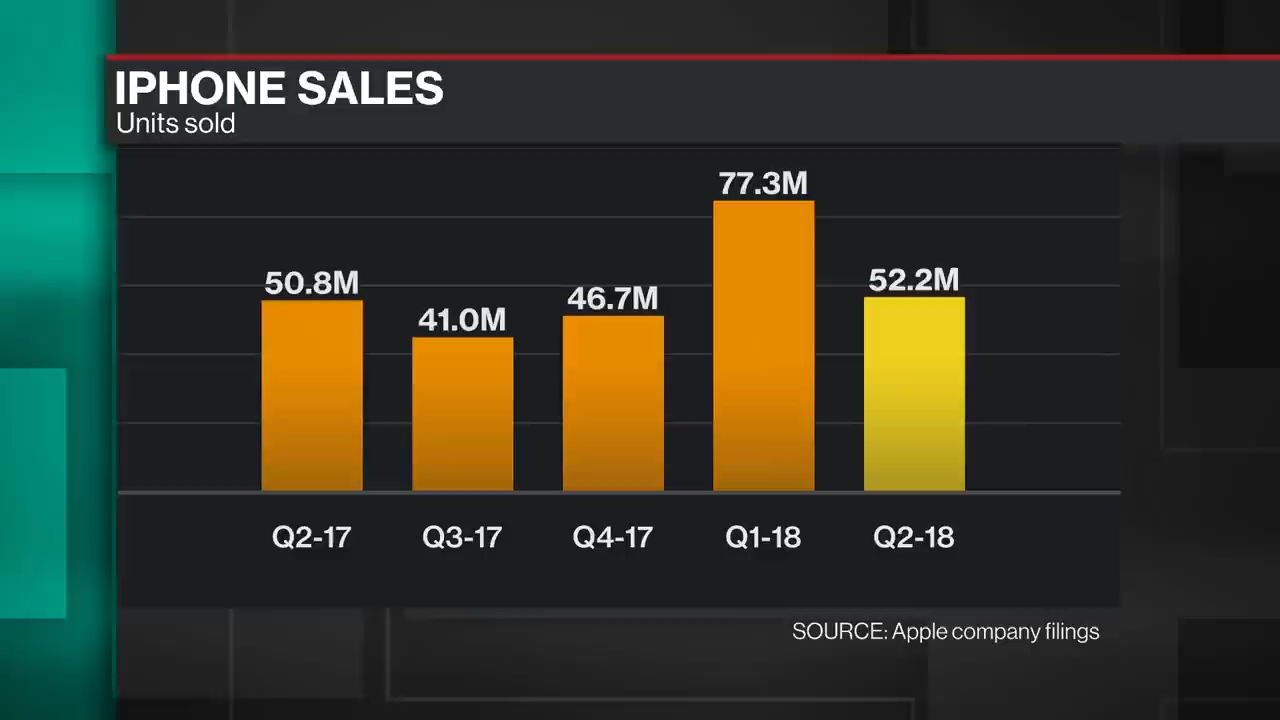 IPHONE SALES
Units sold
50.8M
41.0M
46.7M
77.3M
52.2M
Q2-17
Q3-17
Q4-17
Q1-18
Q2-18
SOURCE: Apple company filings